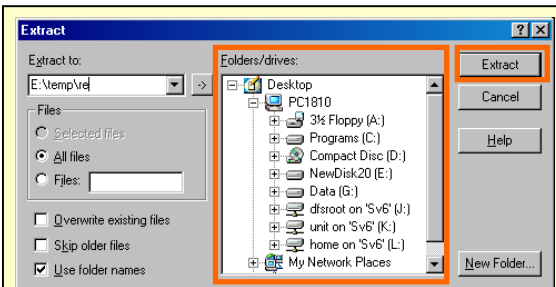 Extract
Extract to:
E:\temp\re
->
Files
Selected files
All files
Files:
Overwrite existing files
Skip older files
Use folder names
Folders/drives:
Desktop
PC1810
3½ Floppy (A:)
Programs (C:)
Compact Disc (D:)
NewDisk20 (E:)
Data (G:)
dfsroot on 'Sv6' (J:)
unit on 'Sv6' (K:)
home on 'Sv6' (L:)
My Network Places
Extract
Cancel
Help
New Folder...